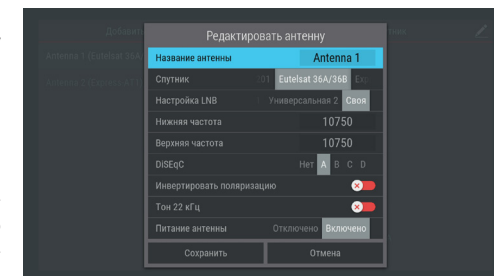 Редактировать антенну
Название антенны Antenna 1
Спутник Eutelsat 36A/36B
Настройка LNB Универсальная 2 Своя
Нижняя частота 10750
Верхняя частота 10750
DiSEqC Нет A B C D
Инвертировать поляризацию
Тон 22 кГц
Питание антенны Отключено Включено
Сохранить Отмена